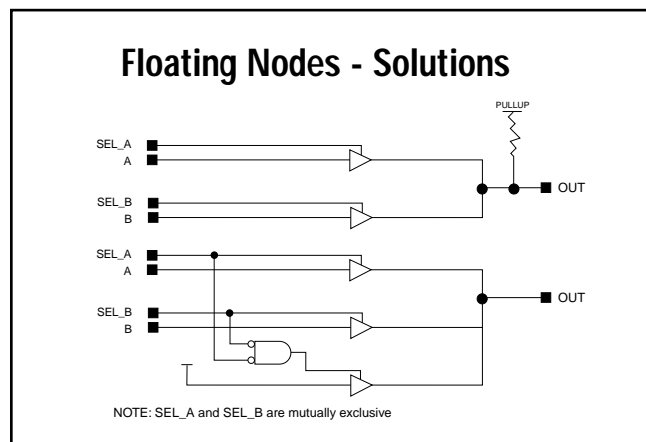 Floating Nodes - Solutions
PULLUP
SEL_A
A
OUT
SEL_B
B
SEL_A
A
OUT
SEL_B
B
NOTE: SEL_A and SEL_B are mutually exclusive